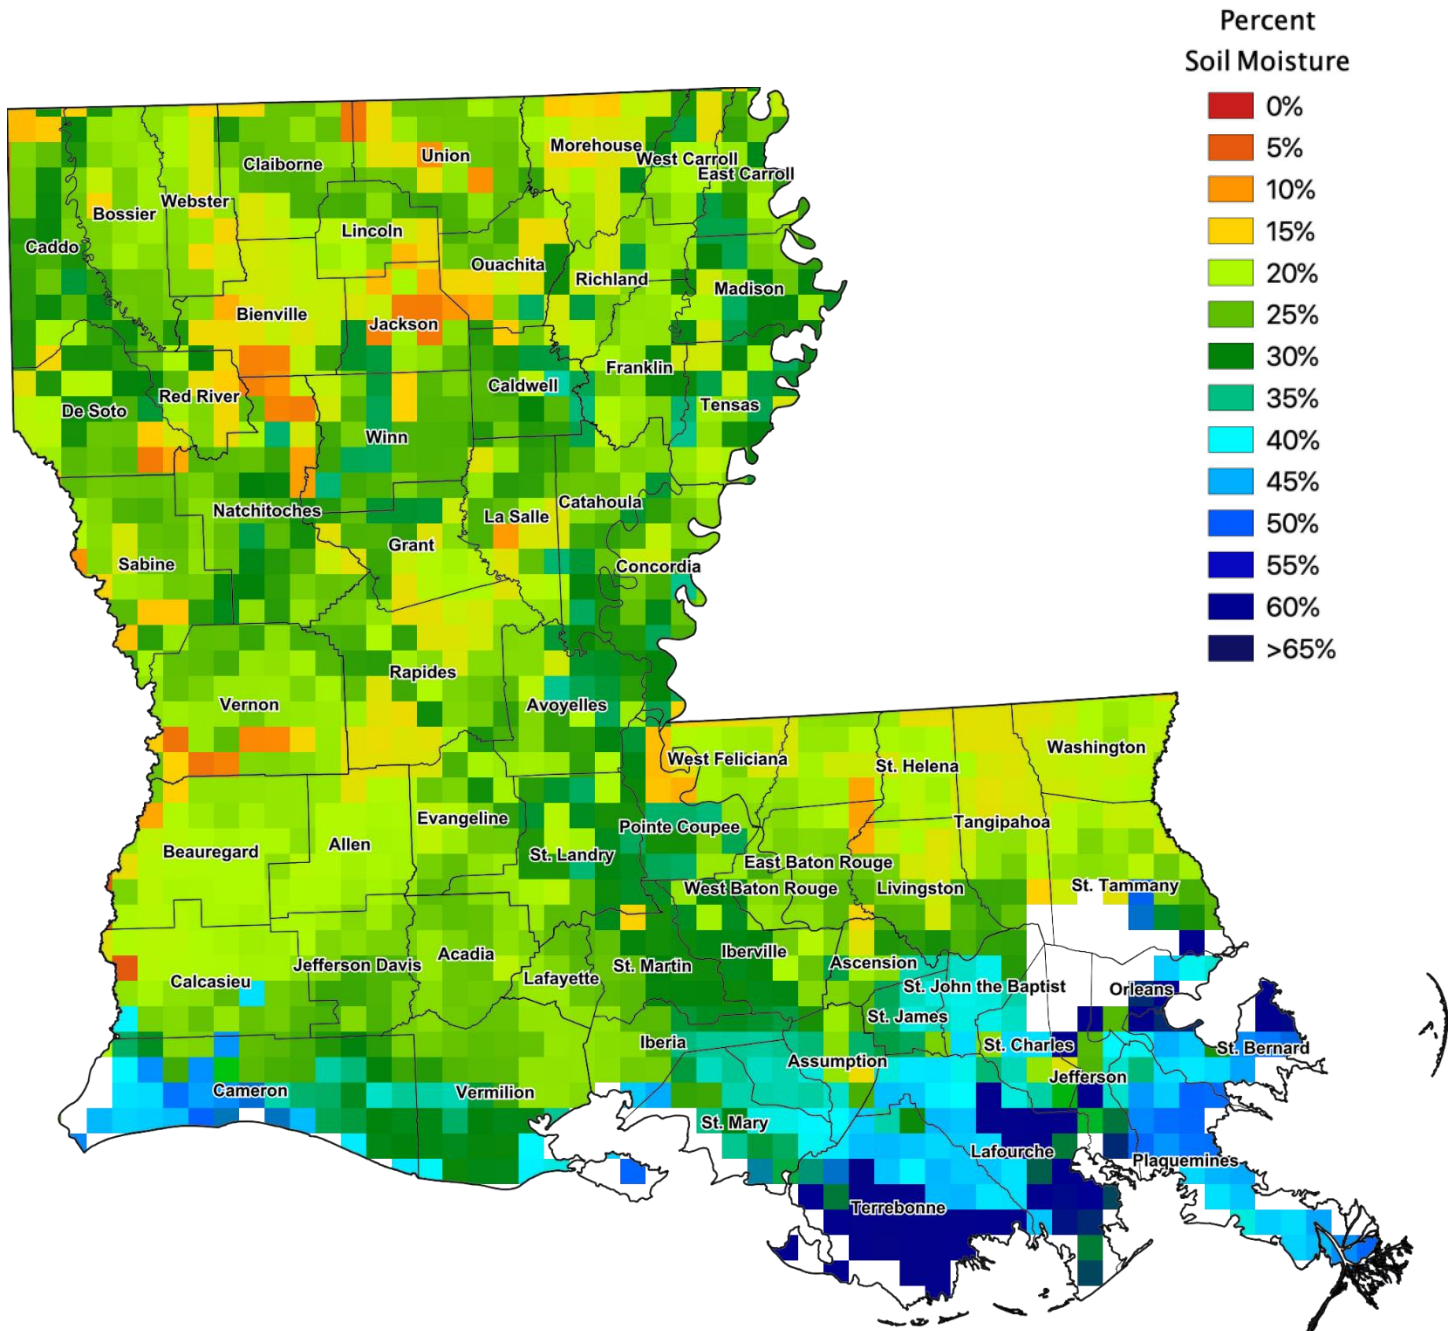 Percent
Soil Moisture
0%
5%
10%
15%
20%
25%
30%
35%
40%
45%
50%
55%
60%
>65%
Morehouse
West Carroll
East Carroll
Union
Claiborne
Webster
Bossier
Lincoln
Caddo
Ouachita
Richland
Madison
Bienville
Jackson
Franklin
Caldwell
Red River
De Soto
Tensas
Winn
Catahoula
Natchitoches
La Salle
Grant
Sabine
Concordia
Rapides
Vernon
Avoyelles
Washington
West Feliciana
St. Helena
Evangeline
Pointe Coupee
Tangipahoa
Allen
Beauregard
St. Landry
East Baton Rouge
West Baton Rouge
Livingston
St. Tammany
Acadia
Iberville
Jefferson Davis
St. Martin
Ascension
Lafayette
Calcasieu
St. John the Baptist
Orleans
St. James
Iberia
St. Charles
St. Bernard
Assumption
Jefferson
Cameron
Vermilion
St. Mary
Lafourche
Plaquemines
Terrebonne